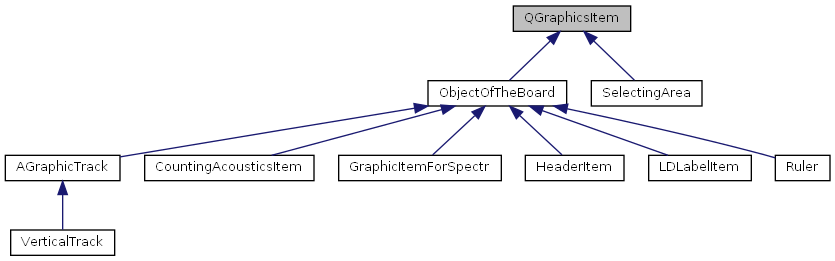 QGraphicsItem
ObjectOfTheBoard
SelectingArea
AGraphicTrack
CountingAcousticsItem
GraphicItemForSpectr
HeaderItem
LDLabelItem
Ruler
VerticalTrack